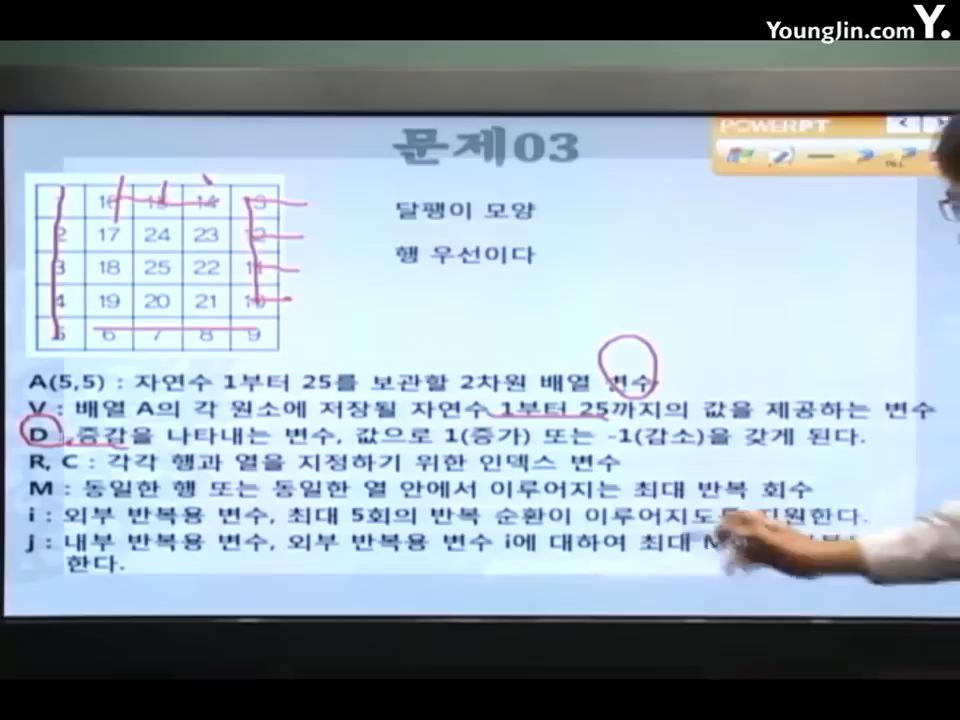 YoungJin.com Y.
문제03
POWERPT
1 16 15 14 13
2 17 24 23 12
3 18 25 22 11
4 19 20 21 10
5 6 7 8 9
달팽이 모양
행 우선이다
A(5,5) : 자연수 1부터 25를 보관할 2차원 배열 변수
V : 배열 A의 각 원소에 저장될 자연수 1부터 25까지의 값을 제공하는 변수
D : 증감을 나타내는 변수, 값으로 1(증가) 또는 -1(감소)을 갖게 된다.
R, C : 각각 행과 열을 지정하기 위한 인덱스 변수
M : 동일한 행 또는 동일한 열 안에서 이루어지는 최대 반복 회수
i : 외부 반복용 변수, 최대 5회의 반복 순환이 이루어지도록 지원한다.
j : 내부 반복용 변수, 외부 반복용 변수 i에 대하여 최대 M
한다.